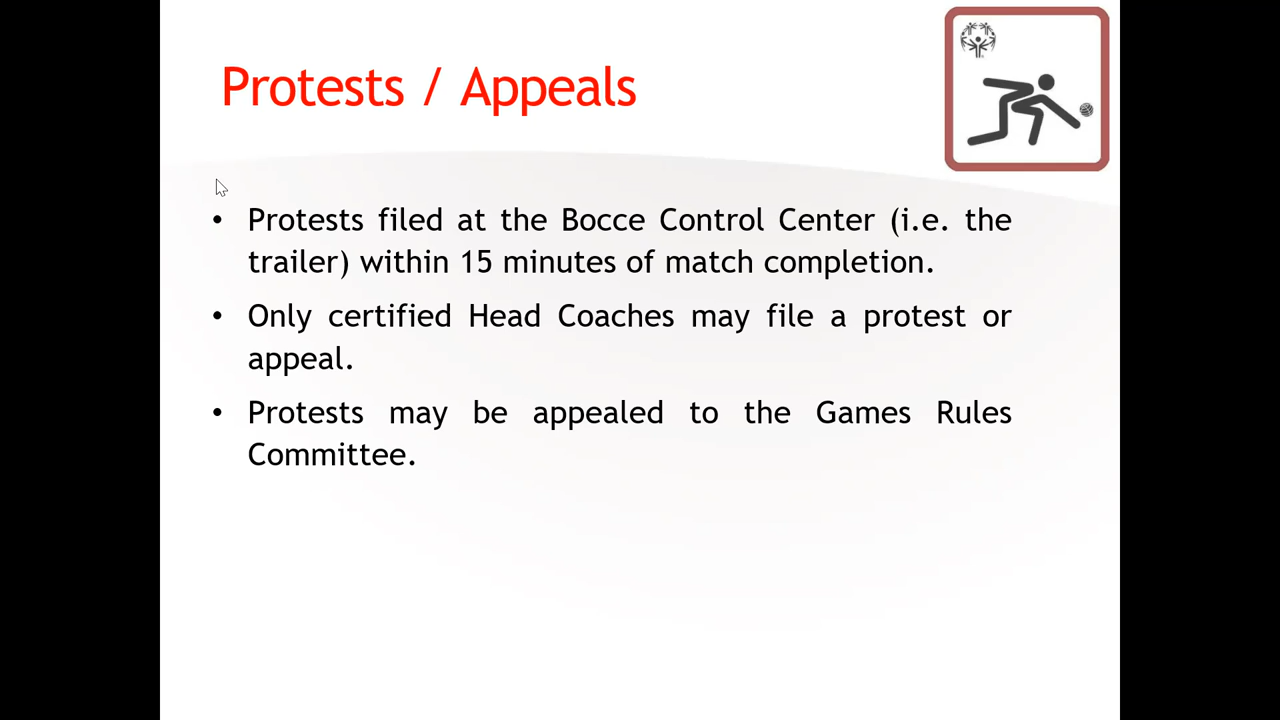 Protests / Appeals
• Protests filed at the Bocce Control Center (i.e. the
trailer) within 15 minutes of match completion.
• Only certified Head Coaches may file a protest or
appeal.
• Protests may be appealed to the Games Rules
Committee.